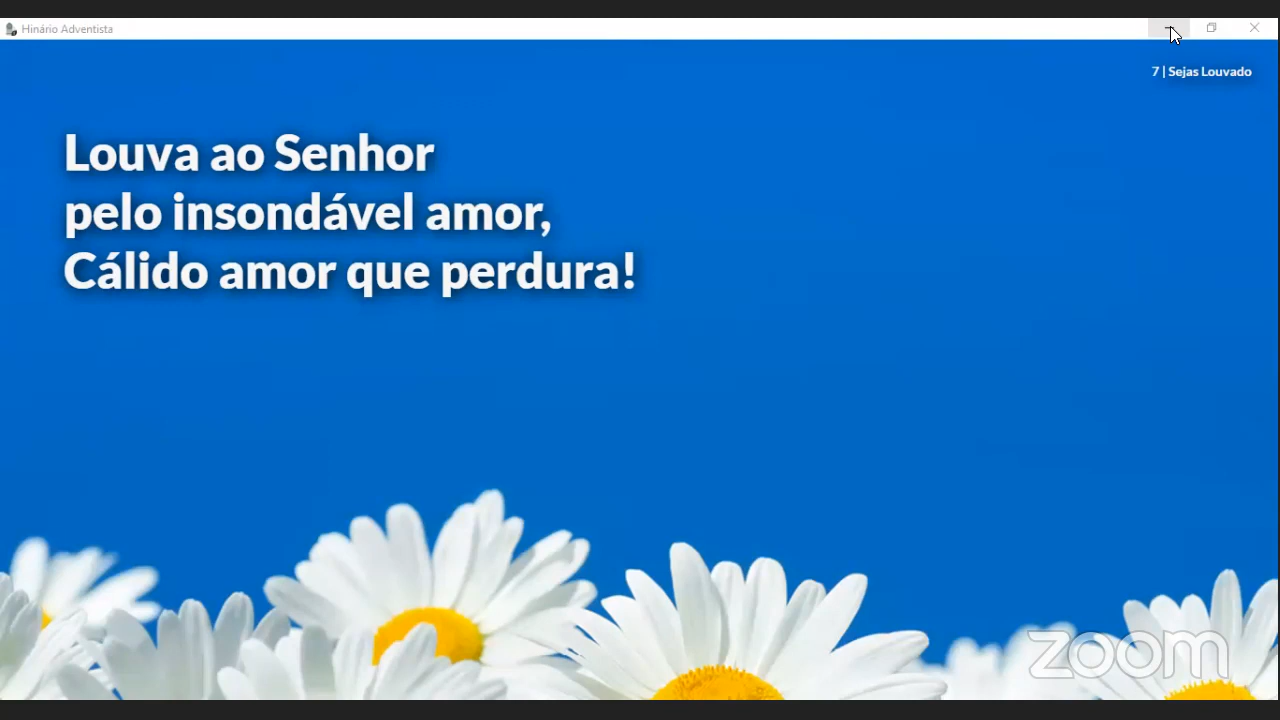 Hinário Adventista
7 | Sejas Louvado
Louva ao Senhor
pelo insondável amor,
Cálido amor que perdura!
zoom